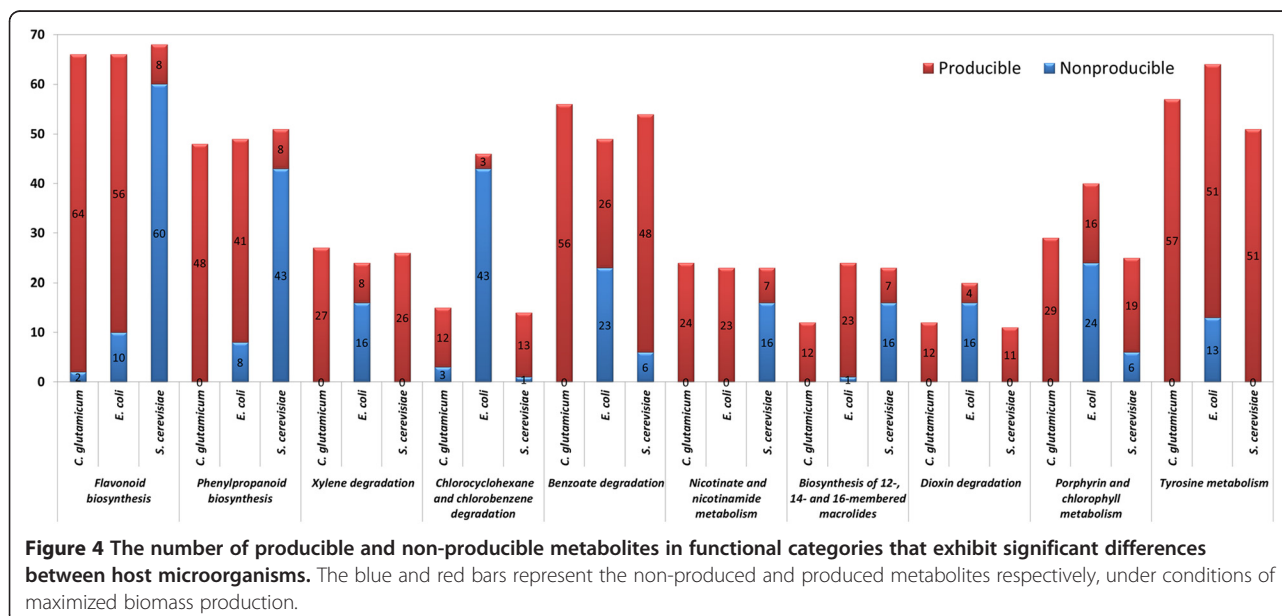 70
60
50
40
30
20
10
0
Producible
Nonproducible
64
2
56
10
8
60
48
0
41
8
8
43
27
0
8
16
26
0
12
3
3
43
13
1
56
0
26
23
48
6
24
0
23
0
7
16
12
0
23
1
7
16
12
0
4
16
11
0
29
0
16
24
19
6
57
0
51
13
51
0
C. glutamicum
E. coli
S. cerevisiae
C. glutamicum
E. coli
S. cerevisiae
C. glutamicum
E. coli
S. cerevisiae
C. glutamicum
E. coli
S. cerevisiae
C. glutamicum
E. coli
S. cerevisiae
C. glutamicum
E. coli
S. cerevisiae
C. glutamicum
E. coli
S. cerevisiae
C. glutamicum
E. coli
S. cerevisiae
C. glutamicum
E. coli
S. cerevisiae
C. glutamicum
E. coli
S. cerevisiae
Flavonoid
biosynthesis
Phenylpropanoid
biosynthesis
Xylene degradation
Chlorocyclohexane
and chlorobenzene
degradation
Benzoate degradation
Nicotinate and
nicotinamide
metabolism
Biosynthesis of 12-,
14- and 16-membered
macrolides
Dioxin degradation
Porphyrin and
chlorophyll
metabolism
Tyrosine metabolism
Figure 4 The number of producible and non-producible metabolites in functional categories that exhibit significant differences
between host microorganisms. The blue and red bars represent the non-produced and produced metabolites respectively, under conditions of
maximized biomass production.